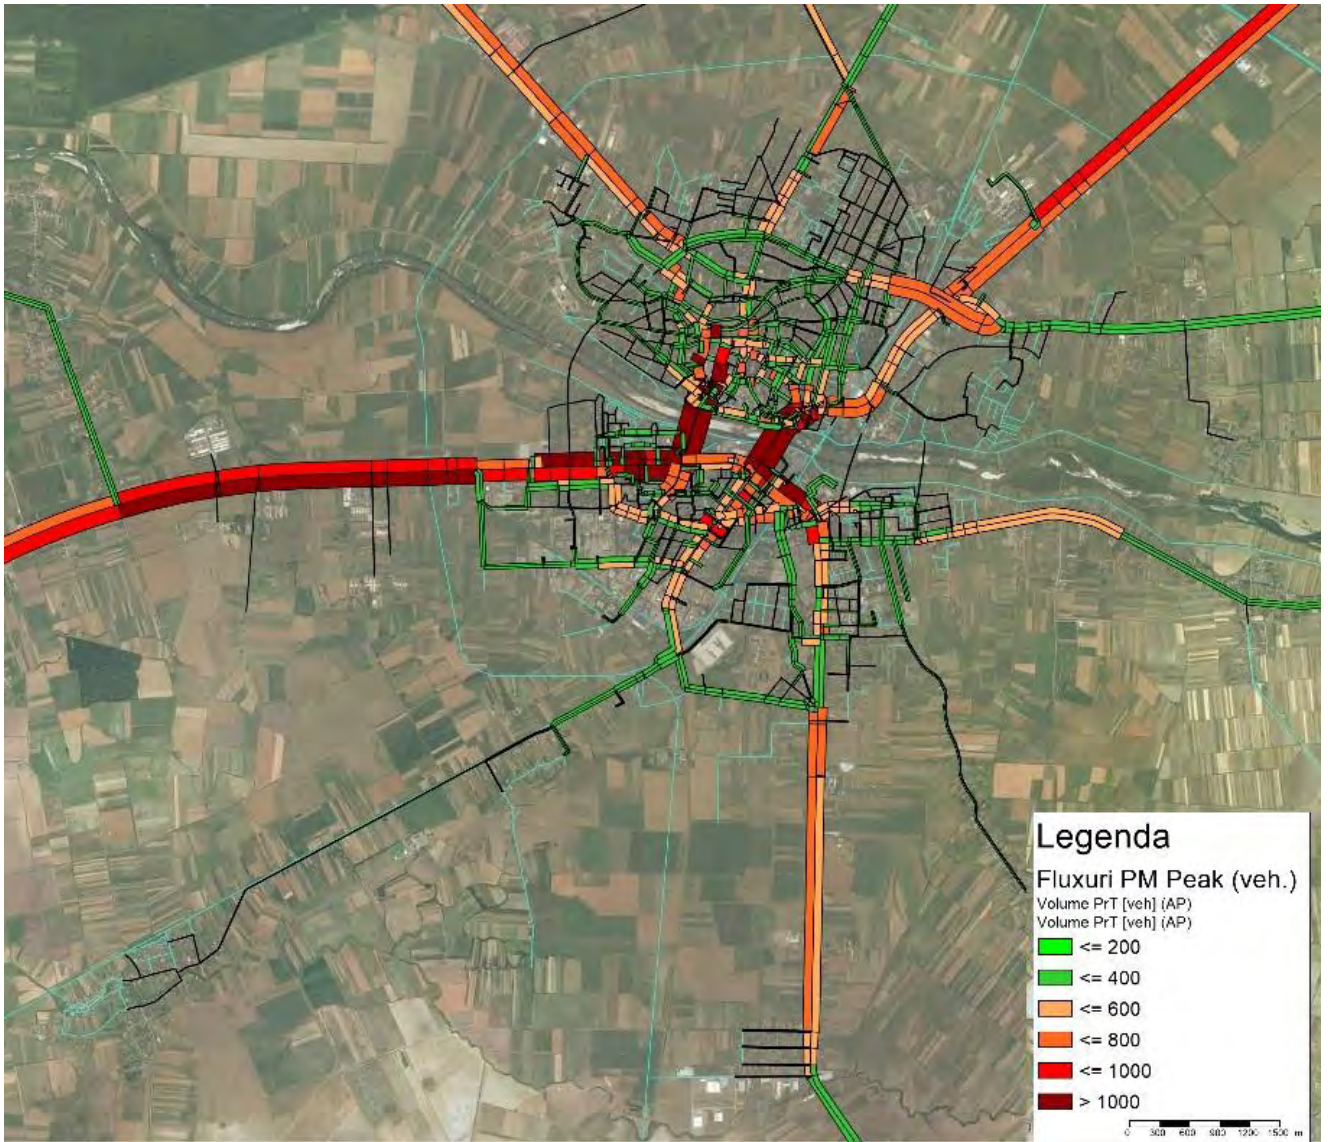 Legenda
Fluxuri PM Peak (veh.)
Volume PrT [veh] (AP)
Volume PrT [veh] (AP)
<= 200
<= 400
<= 600
<= 800
<= 1000
> 1000
0 300 600 900 1200 1500 m